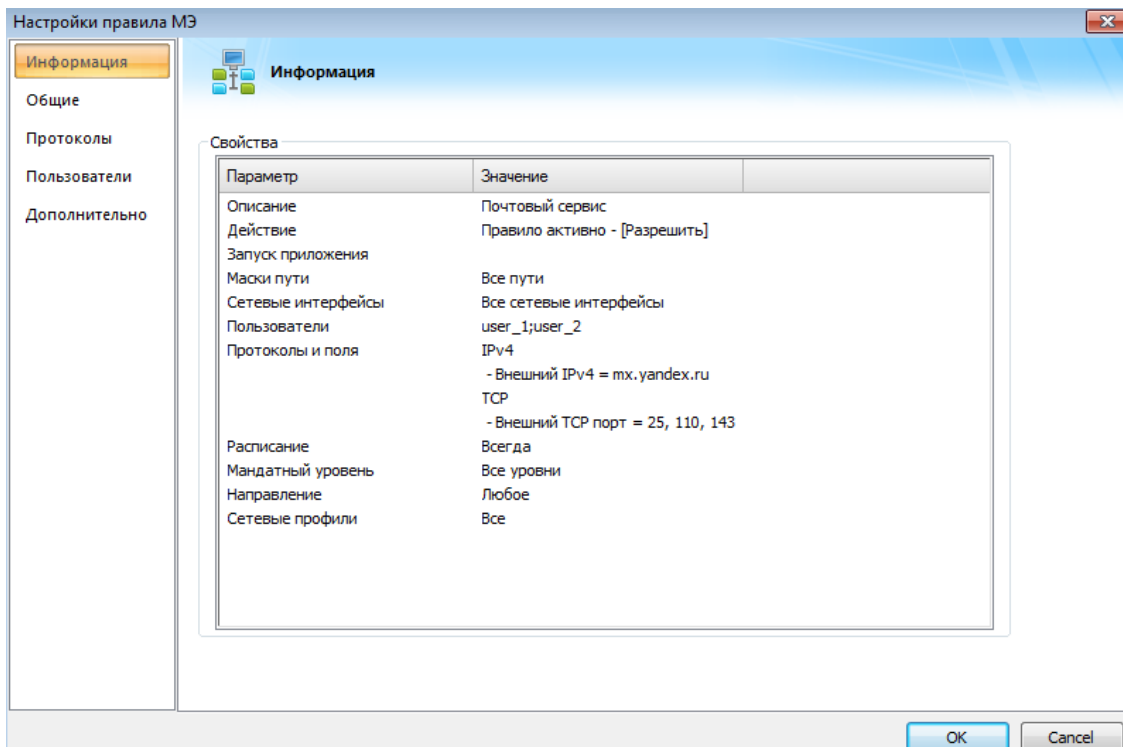 Настройки правила МЭ
Информация
Общие
Протоколы
Пользователи
Дополнительно
Информация
Свойства
Параметр Значение
Описание Почтовый сервис
Действие Правило активно - [Разрешить]
Запуск приложения
Маски пути Все пути
Сетевые интерфейсы Все сетевые интерфейсы
Пользователи user_1;user_2
Протоколы и поля IPv4
- Внешний IPv4 = mx.yandex.ru
TCP
- Внешний TCP порт = 25, 110, 143
Расписание Всегда
Мандатный уровень Все уровни
Направление Любое
Сетевые профили Все
OK Cancel